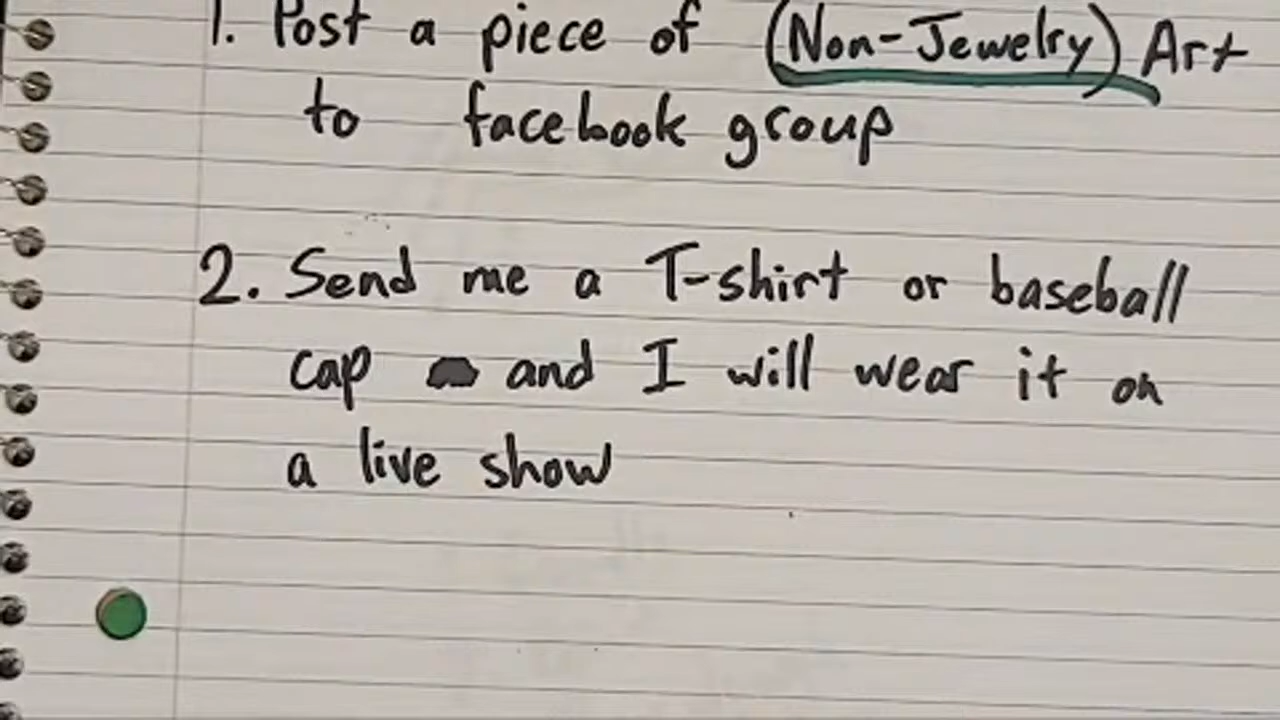 1. Post a piece of (Non-Jewelry) Art
to facebook group
2. Send me a T-shirt or baseball
cap and I will wear it on
a live show